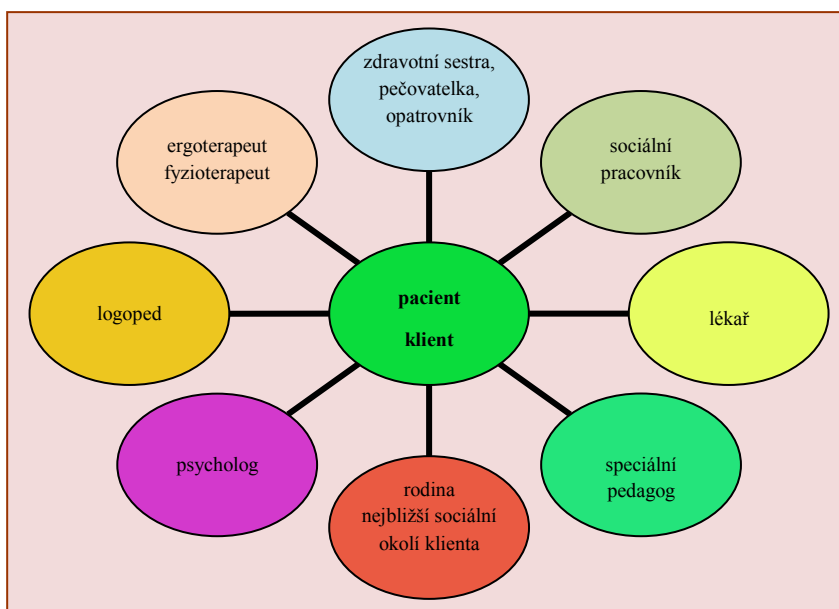 zdravotní sestra,
pečovatelka,
opatrovník
ergoterapeut
fyzioterapeut
sociální
pracovník
logoped
pacient
klient
lékař
psycholog
rodina
nejbližší sociální
okolí klienta
speciální
pedagog